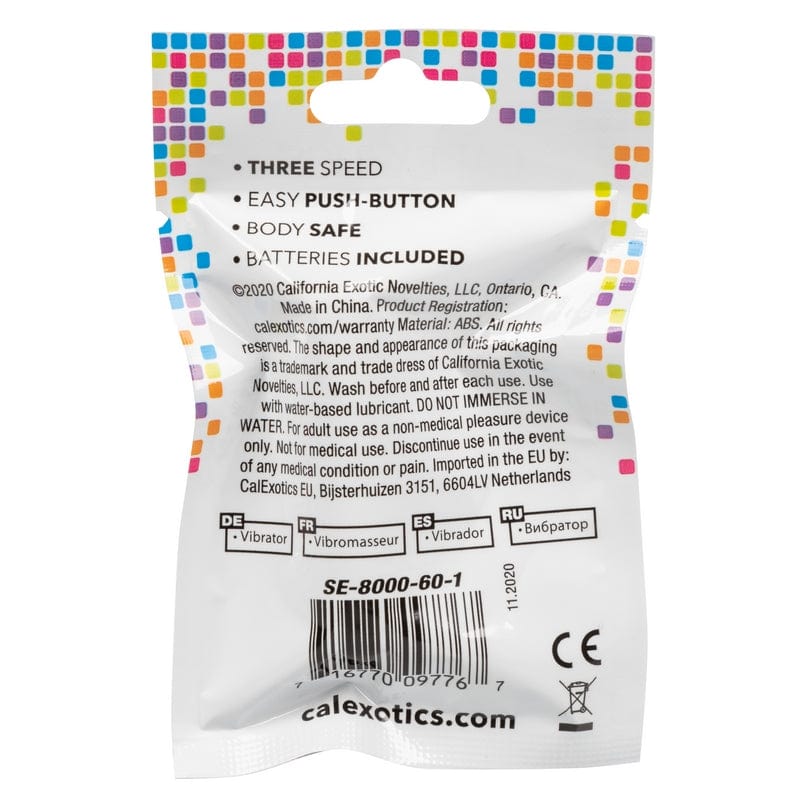 • THREE SPEED
• EASY PUSH-BUTTON
• BODY SAFE
• BATTERIES INCLUDED
©2020 California Exotic Novelties, LLC, Ontario, CA.
Made in China. Product Registration:
calexotics.com/warranty Material: ABS. All rights
reserved. The shape and appearance of this packaging
is a trademark and trade dress of California Exotic
Novelties, LLC. Wash before and after each use. Use
with water-based lubricant. DO NOT IMMERSE IN
WATER. For adult use as a non-medical pleasure device
only. Not for medical use. Discontinue use in the event
of any medical condition or pain. Imported in the EU by:
CalExotics EU, Bijsterhuizen 3151, 6604LV Netherlands
DE • Vibrator
FR • Vibromasseur
ES • Vibrador
RU • Вибратор
SE-8000-60-1
11.2020
7 16770 09776 7
CE
calexotics.com